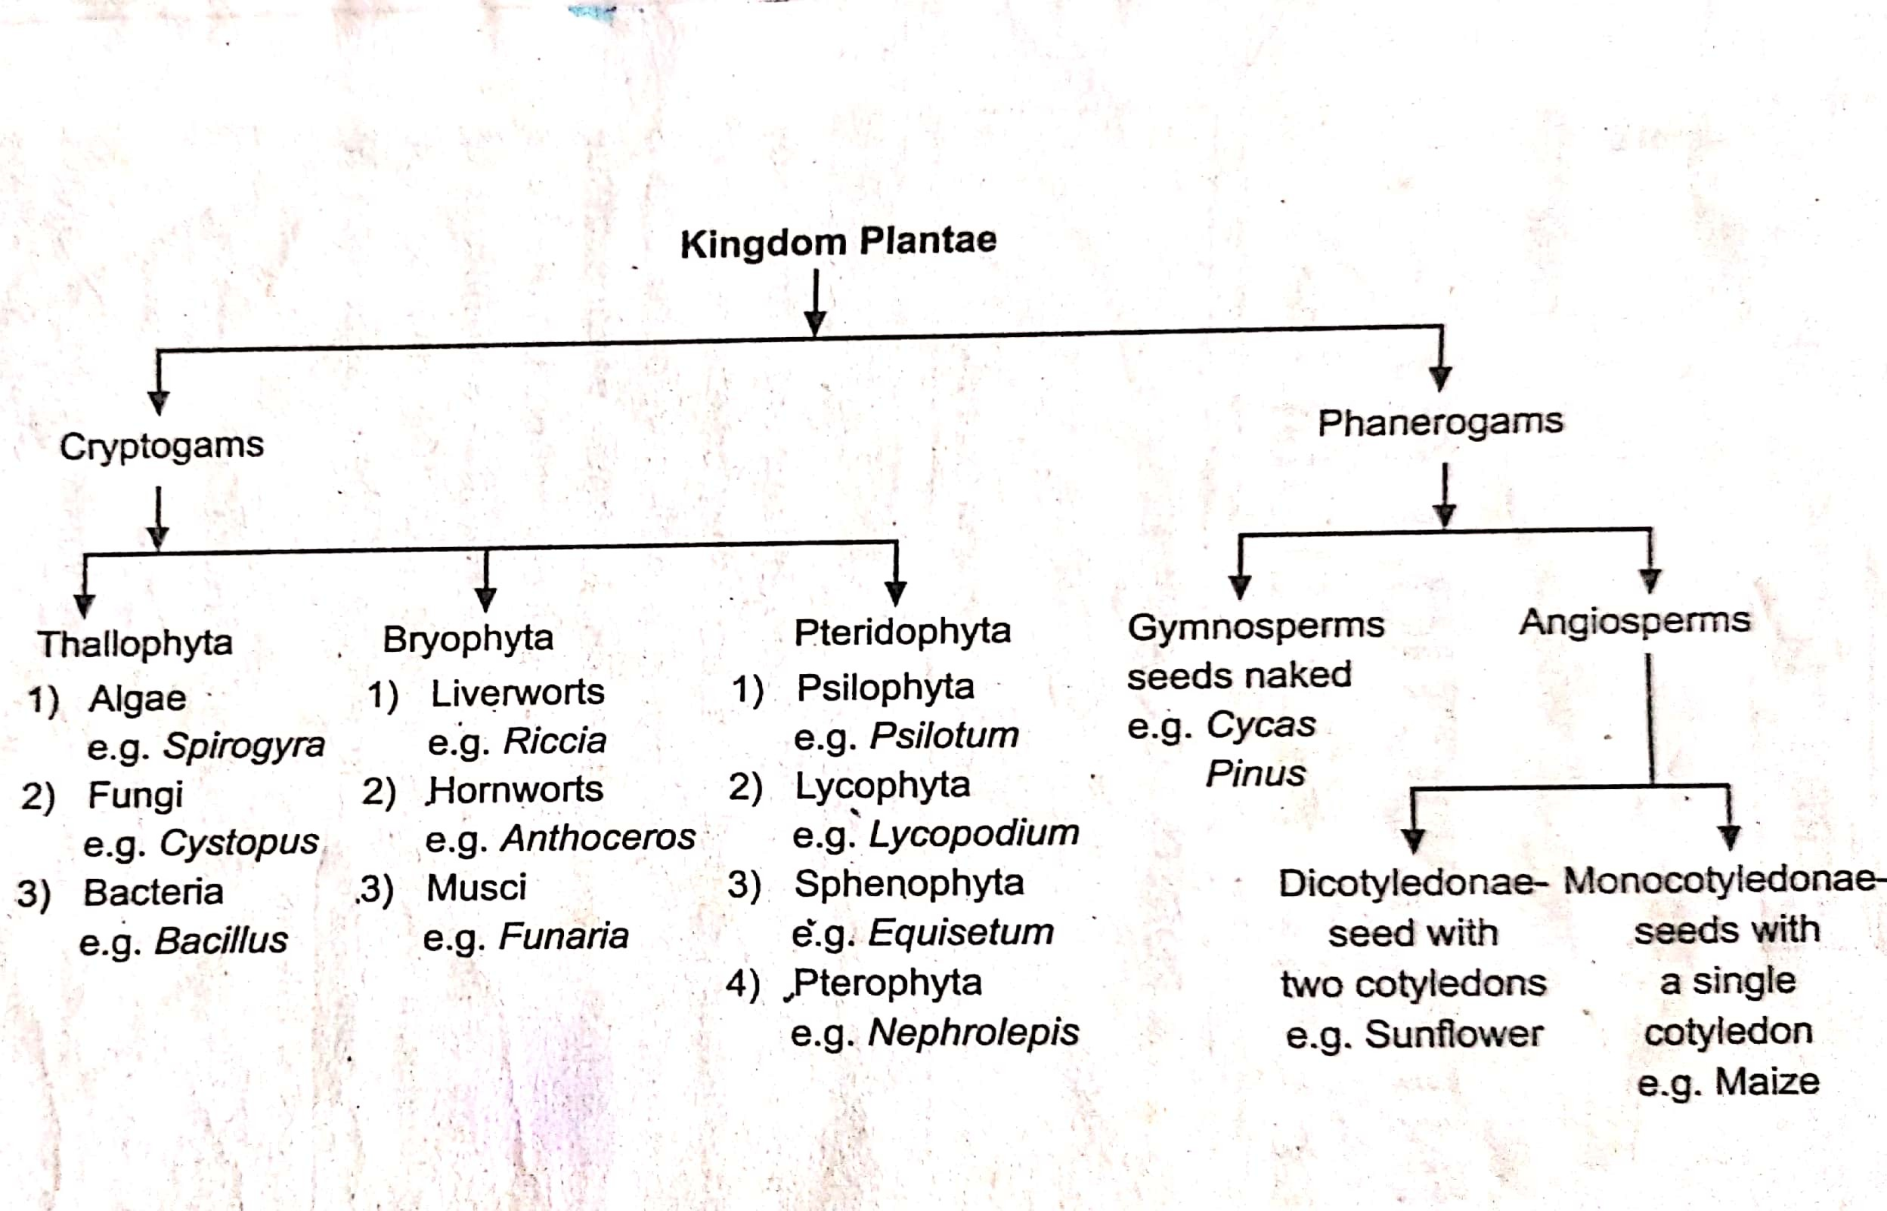 Kingdom Plantae
Cryptogams
Phanerogams
Thallophyta
1) Algae
e.g. Spirogyra
2) Fungi
e.g. Cystopus
3) Bacteria
e.g. Bacillus
Bryophyta
1) Liverworts
e.g. Riccia
2) Hornworts
e.g. Anthoceros
3) Musci
e.g. Funaria
Pteridophyta
1) Psilophyta
e.g. Psilotum
2) Lycophyta
e.g. Lycopodium
3) Sphenophyta
e.g. Equisetum
4) Pterophyta
e.g. Nephrolepis
Gymnosperms
seeds naked
e.g. Cycas
Pinus
Angiosperms
Dicotyledonae-
seed with
two cotyledons
e.g. Sunflower
Monocotyledonae-
seeds with
a single
cotyledon
e.g. Maize